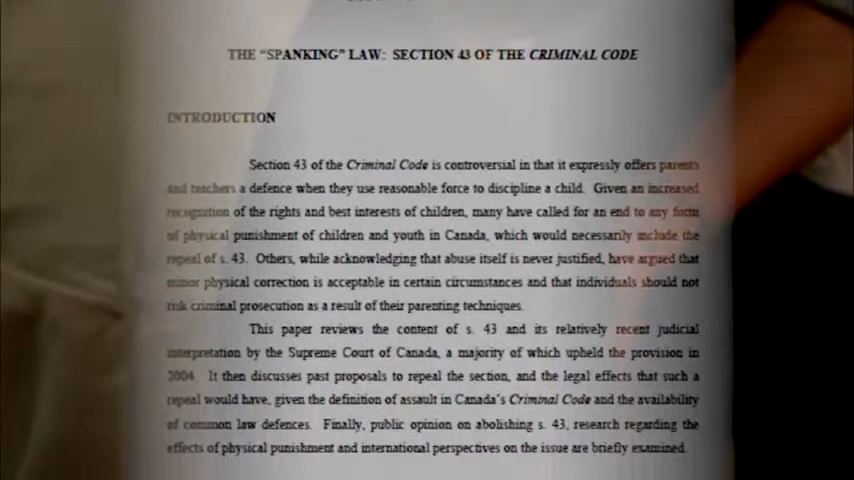 THE “SPANKING” LAW: SECTION 43 OF THE CRIMINAL CODE
INTRODUCTION
Section 43 of the Criminal Code is controversial in that it expressly offers parents
and teachers a defence when they use reasonable force to discipline a child. Given an increased
recognition of the rights and best interests of children, many have called for an end to any form
of physical punishment of children and youth in Canada, which would necessarily include the
repeal of s. 43. Others, while acknowledging that abuse itself is never justified, have argued that
minor physical correction is acceptable in certain circumstances and that individuals should not
risk criminal prosecution as a result of their parenting techniques.
This paper reviews the content of s. 43 and its relatively recent judicial
interpretation by the Supreme Court of Canada, a majority of which upheld the provision in
2004. It then discusses past proposals to repeal the section, and the legal effects that such a
repeal would have, given the definition of assault in Canada’s Criminal Code and the availability
of common law defences. Finally, public opinion on abolishing s. 43, research regarding the
effects of physical punishment and international perspectives on the issue are briefly examined.